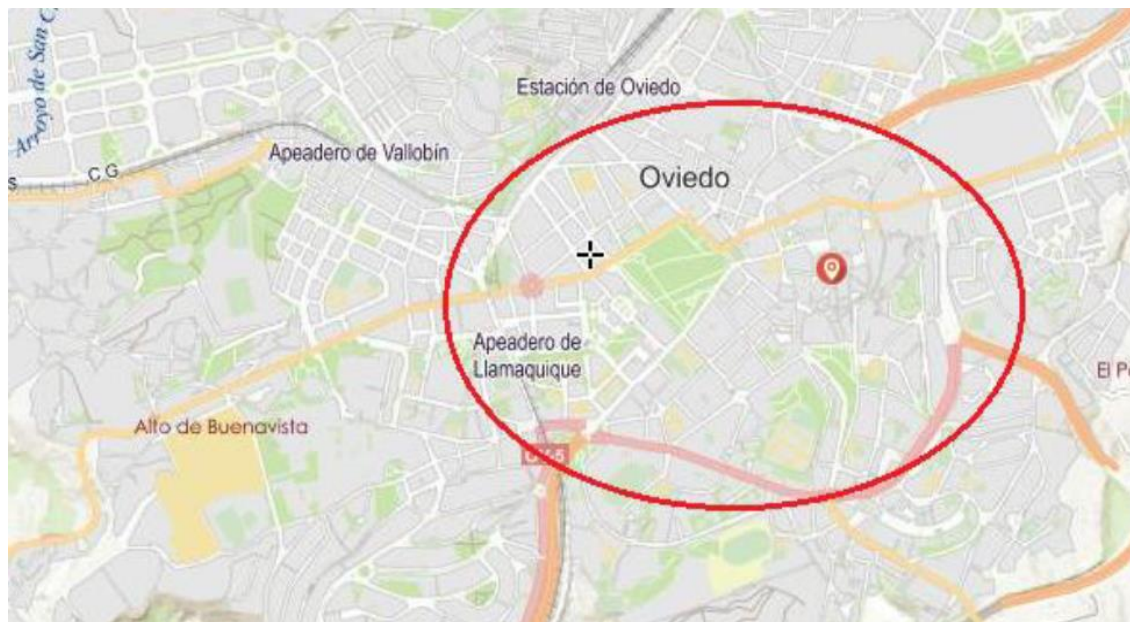 Arroyo de San C
Estación de Oviedo
Apeadero de Vallobín
S
C G
Oviedo
Apeadero de
Llamaquique
El P
Alto de Buenavista